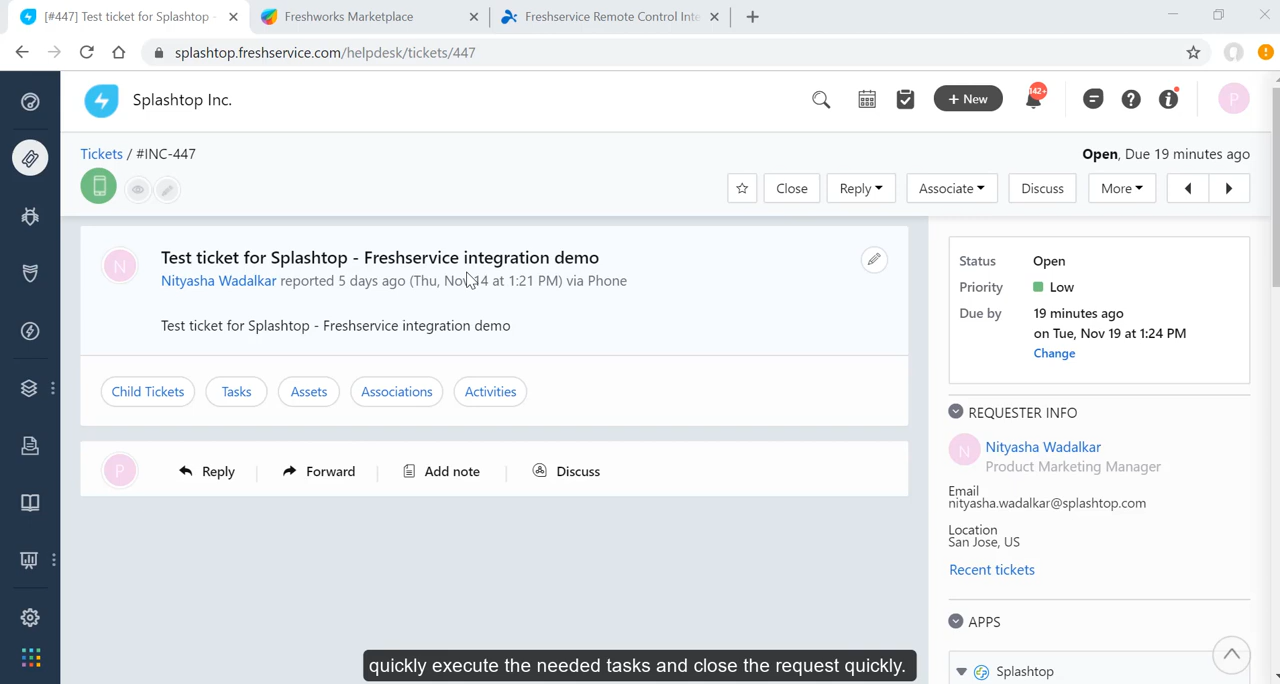 [#447] Test ticket for Splashtop
Freshworks Marketplace
Freshservice Remote Control Inte
splashtop.freshservice.com/helpdesk/tickets/447
Splashtop Inc.
+ New
142+
P
Tickets / #INC-447
Open, Due 19 minutes ago
Close
Reply
Associate
Discuss
More
N
Test ticket for Splashtop - Freshservice integration demo
Nityasha Wadalkar reported 5 days ago (Thu, Nov 14 at 1:21 PM) via Phone
Test ticket for Splashtop - Freshservice integration demo
Child Tickets
Tasks
Assets
Associations
Activities
P
Reply
Forward
Add note
Discuss
Status Open
Priority Low
Due by 19 minutes ago
on Tue, Nov 19 at 1:24 PM
Change
REQUESTER INFO
N
Nityasha Wadalkar
Product Marketing Manager
Email
nityasha.wadalkar@splashtop.com
Location
San Jose, US
Recent tickets
APPS
Splashtop
quickly execute the needed tasks and close the request quickly.